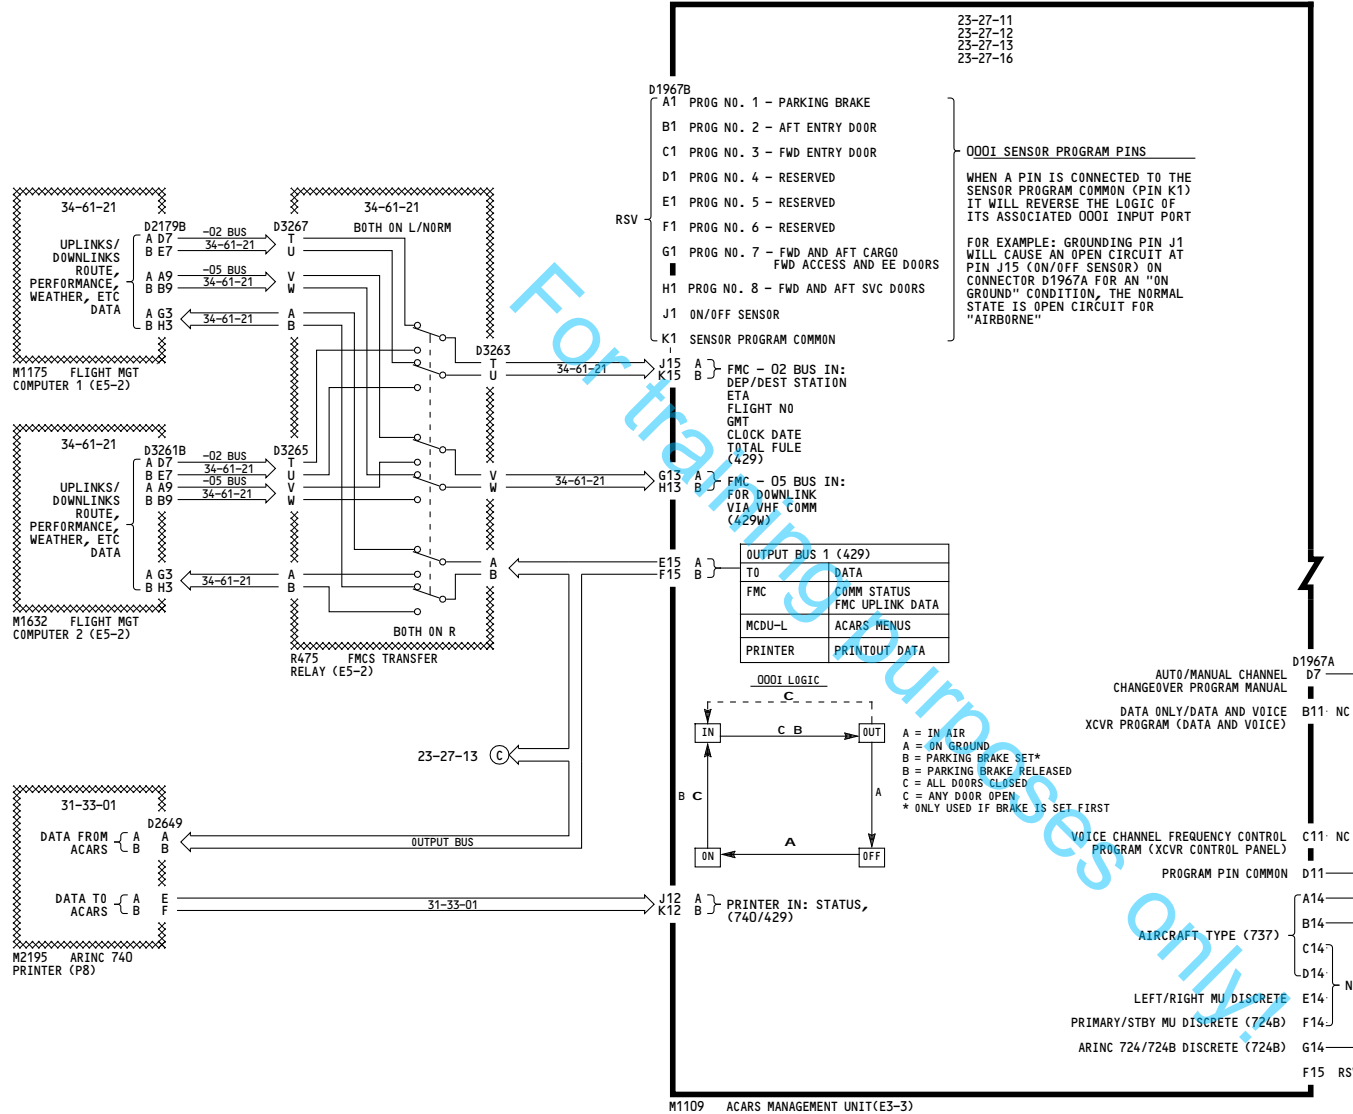 23-27-11
23-27-12
23-27-13
23-27-16
D1967B
A1 PROG NO. 1 - PARKING BRAKE
B1 PROG NO. 2 - AFT ENTRY DOOR
C1 PROG NO. 3 - FWD ENTRY DOOR
D1 PROG NO. 4 - RESERVED
E1 PROG NO. 5 - RESERVED
F1 PROG NO. 6 - RESERVED
G1 PROG NO. 7 - FWD AND AFT CARGO
FWD ACCESS AND EE DOORS
H1 PROG NO. 8 - FWD AND AFT SVC DOORS
J1 ON/OFF SENSOR
K1 SENSOR PROGRAM COMMON
RSV
OOOI SENSOR PROGRAM PINS
WHEN A PIN IS CONNECTED TO THE
SENSOR PROGRAM COMMON (PIN K1)
IT WILL REVERSE THE LOGIC OF
ITS ASSOCIATED OOOI INPUT PORT
FOR EXAMPLE: GROUNDING PIN J1
WILL CAUSE AN OPEN CIRCUIT AT
PIN J15 (ON/OFF SENSOR) ON
CONNECTOR D1967A FOR AN "ON
GROUND" CONDITION, THE NORMAL
STATE IS OPEN CIRCUIT FOR
"AIRBORNE"
34-61-21
D2179B
UPLINKS/
DOWNLINKS
ROUTE,
PERFORMANCE,
WEATHER, ETC
DATA
A D7
B E7
A A9
B B9
A G3
B H3
-02 BUS
34-61-21
-05 BUS
34-61-21
34-61-21
M1175 FLIGHT MGT
COMPUTER 1 (E5-2)
34-61-21
D3267
BOTH ON L/NORM
T
U
V
W
A
B
D3263
T
U
34-61-21
V
W
34-61-21
A
B
34-61-21
D3261B
UPLINKS/
DOWNLINKS
ROUTE,
PERFORMANCE,
WEATHER, ETC
DATA
A D7
B E7
A A9
B B9
A G3
B H3
-02 BUS
34-61-21
-05 BUS
34-61-21
34-61-21
M1632 FLIGHT MGT
COMPUTER 2 (E5-2)
D3265
T
U
V
W
A
B
BOTH ON R
R475 FMCS TRANSFER
RELAY (E5-2)
J15 A
K15 B
FMC - 02 BUS IN:
DEP/DEST STATION
ETA
FLIGHT NO
GMT
CLOCK DATE
TOTAL FULE
(429)
G13 A
H13 B
FMC - 05 BUS IN:
FOR DOWNLINK
VIA VHF COMM
(429W)
E15 A
F15 B
OUTPUT BUS 1 (429)
TO DATA
FMC COMM STATUS
FMC UPLINK DATA
MCDU-L ACARS MENUS
PRINTER PRINTOUT DATA
OOOI LOGIC
C
IN
C B
OUT
B C
A
ON
A
OFF
A = IN AIR
A = ON GROUND
B = PARKING BRAKE SET*
B = PARKING BRAKE RELEASED
C = ALL DOORS CLOSED
C = ANY DOOR OPEN
* ONLY USED IF BRAKE IS SET FIRST
23-27-13 C
31-33-01
D2649
DATA FROM
ACARS
A A
B B
OUTPUT BUS
DATA TO
ACARS
A E
B F
31-33-01
M2195 ARINC 740
PRINTER (P8)
J12 A
K12 B
PRINTER IN: STATUS,
(740/429)
D1967A
AUTO/MANUAL CHANNEL D7
CHANGEOVER PROGRAM MANUAL
DATA ONLY/DATA AND VOICE B11 NC
XCVR PROGRAM (DATA AND VOICE)
VOICE CHANNEL FREQUENCY CONTROL C11 NC
PROGRAM (XCVR CONTROL PANEL)
PROGRAM PIN COMMON D11
AIRCRAFT TYPE (737)
A14
B14
C14
D14
LEFT/RIGHT MU DISCRETE E14
PRIMARY/STBY MU DISCRETE (724B) F14
ARINC 724/724B DISCRETE (724B) G14
F15
M1109 ACARS MANAGEMENT UNIT(E3-3)
For training purposes only!